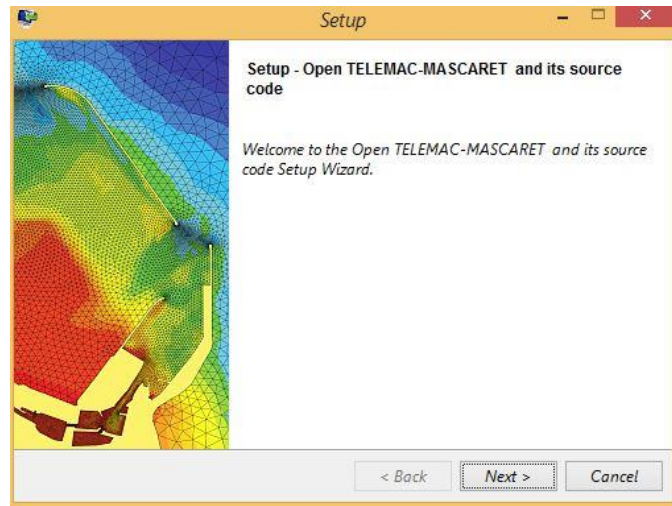 Setup
Setup - Open TELEMAC-MASCARET and its source
code
Welcome to the Open TELEMAC-MASCARET and its source
code Setup Wizard.
< Back
Next >
Cancel